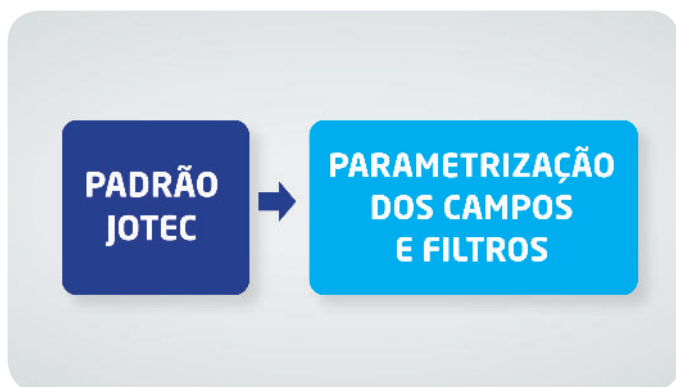 PADRÃO
JOTEC
PARAMETRIZAÇÃO
DOS CAMPOS
E FILTROS